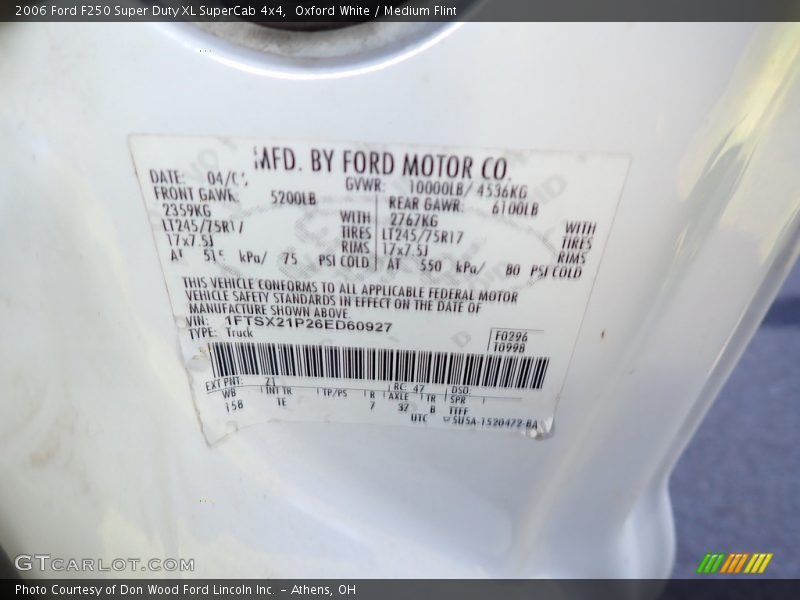 2006 Ford F250 Super Duty XL SuperCab 4x4,  Oxford White / Medium Flint
MFD. BY FORD MOTOR CO.
DATE: 04/0
GVWR: 10000LB/ 4536KG
FRONT GAWR: 5200LB
REAR GAWR: 6100LB
2359KG WITH
2767KG WITH
LT245/75R17 TIRES
LT245/75R17 TIRES
17x7.5J RIMS
17x7.5J RIMS
AT 515 kPa/ 75 PSI COLD
AT 550 kPa/ 80 PSI COLD
THIS VEHICLE CONFORMS TO ALL APPLICABLE FEDERAL MOTOR
VEHICLE SAFETY STANDARDS IN EFFECT ON THE DATE OF
MANUFACTURE SHOWN ABOVE.
VIN: 1FTSX21P26ED60927
TYPE: Truck
F0296
T0998
EXT PNT: Z1 RC: 47 DSO:
WB INT TR TP/PS R AXLE TR SPR
158 TE 7 37 B TTFF
UTC 5U5A-1520472-BA
GTCARLOT.COM
Photo Courtesy of Don Wood Ford Lincoln Inc. – Athens, OH